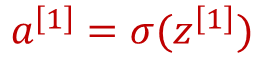 a^[1] = σ(z^[1])